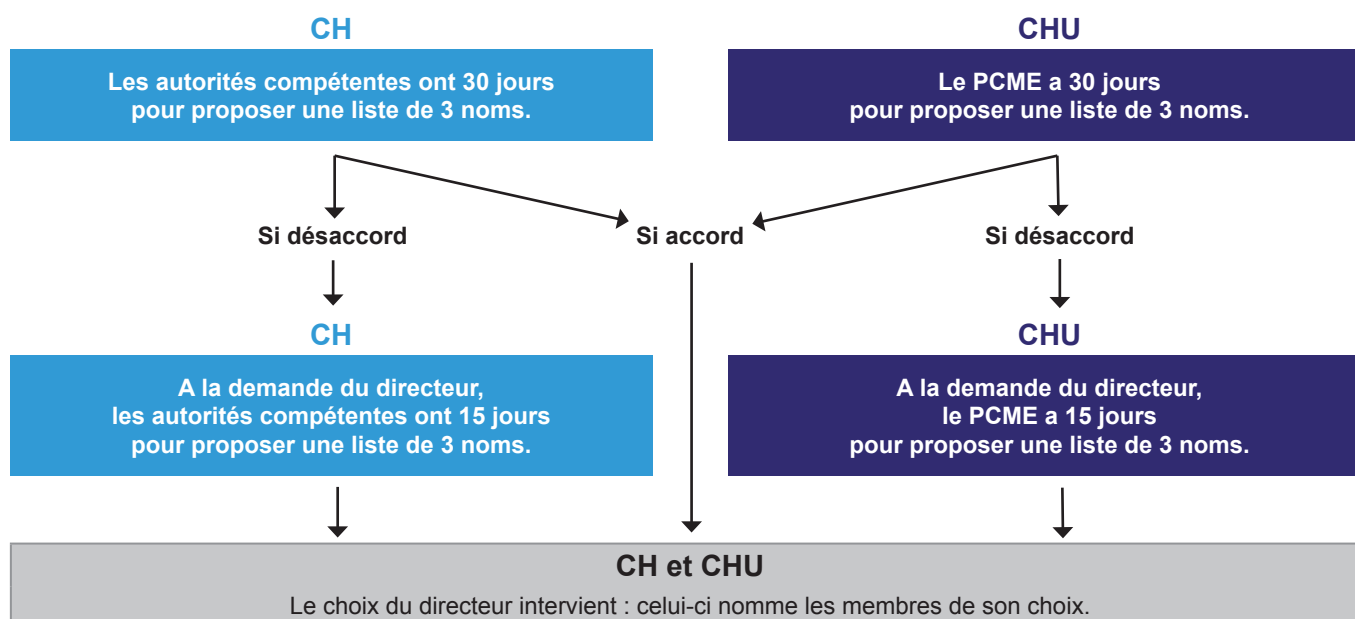 CH
Les autorités compétentes ont 30 jours
pour proposer une liste de 3 noms.
CHU
Le PCME a 30 jours
pour proposer une liste de 3 noms.
Si désaccord
Si accord
Si désaccord
CH
A la demande du directeur,
les autorités compétentes ont 15 jours
pour proposer une liste de 3 noms.
CHU
A la demande du directeur,
le PCME a 15 jours
pour proposer une liste de 3 noms.
CH et CHU
Le choix du directeur intervient : celui-ci nomme les membres de son choix.